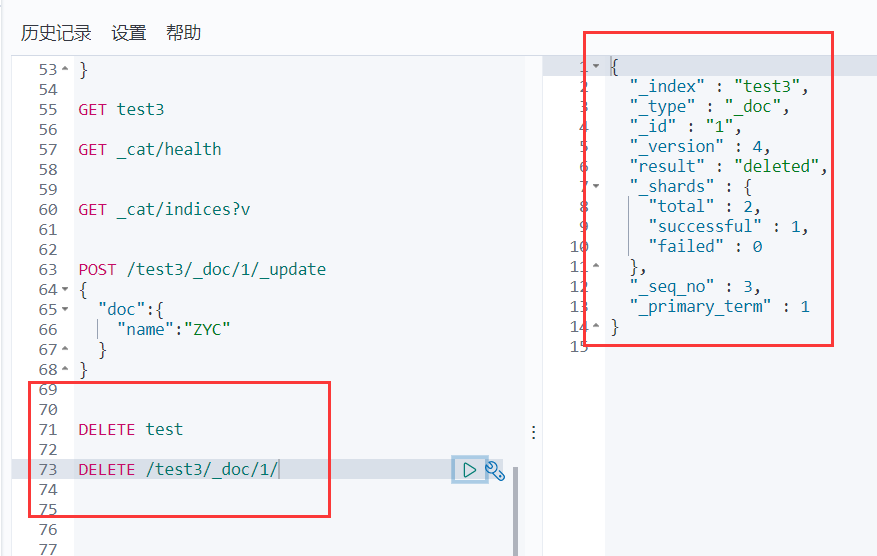 历史记录 设置 帮助
53 }
54
55 GET test3
56
57 GET _cat/health
58
59
60 GET _cat/indices?v
61
62
63 POST /test3/_doc/1/_update
64 {
65 "doc":{
66 "name":"ZYC"
67 }
68 }
69
70
71 DELETE test
72
73 DELETE /test3/_doc/1/
74
75
76
77
1 {
2 "_index" : "test3",
3 "_type" : "_doc",
4 "_id" : "1",
5 "_version" : 4,
6 "result" : "deleted",
7 "_shards" : {
8 "total" : 2,
9 "successful" : 1,
10 "failed" : 0
11 },
12 "_seq_no" : 3,
13 "_primary_term" : 1
14 }
15